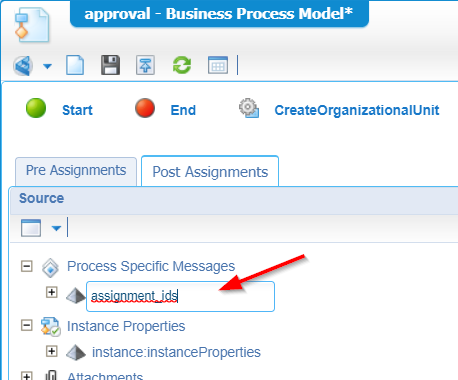 approval - Business Process Model*
Start End CreateOrganizationalUnit
Pre Assignments Post Assignments
Source
Process Specific Messages
assignment_ids
Instance Properties
instance:instanceProperties
Attachments